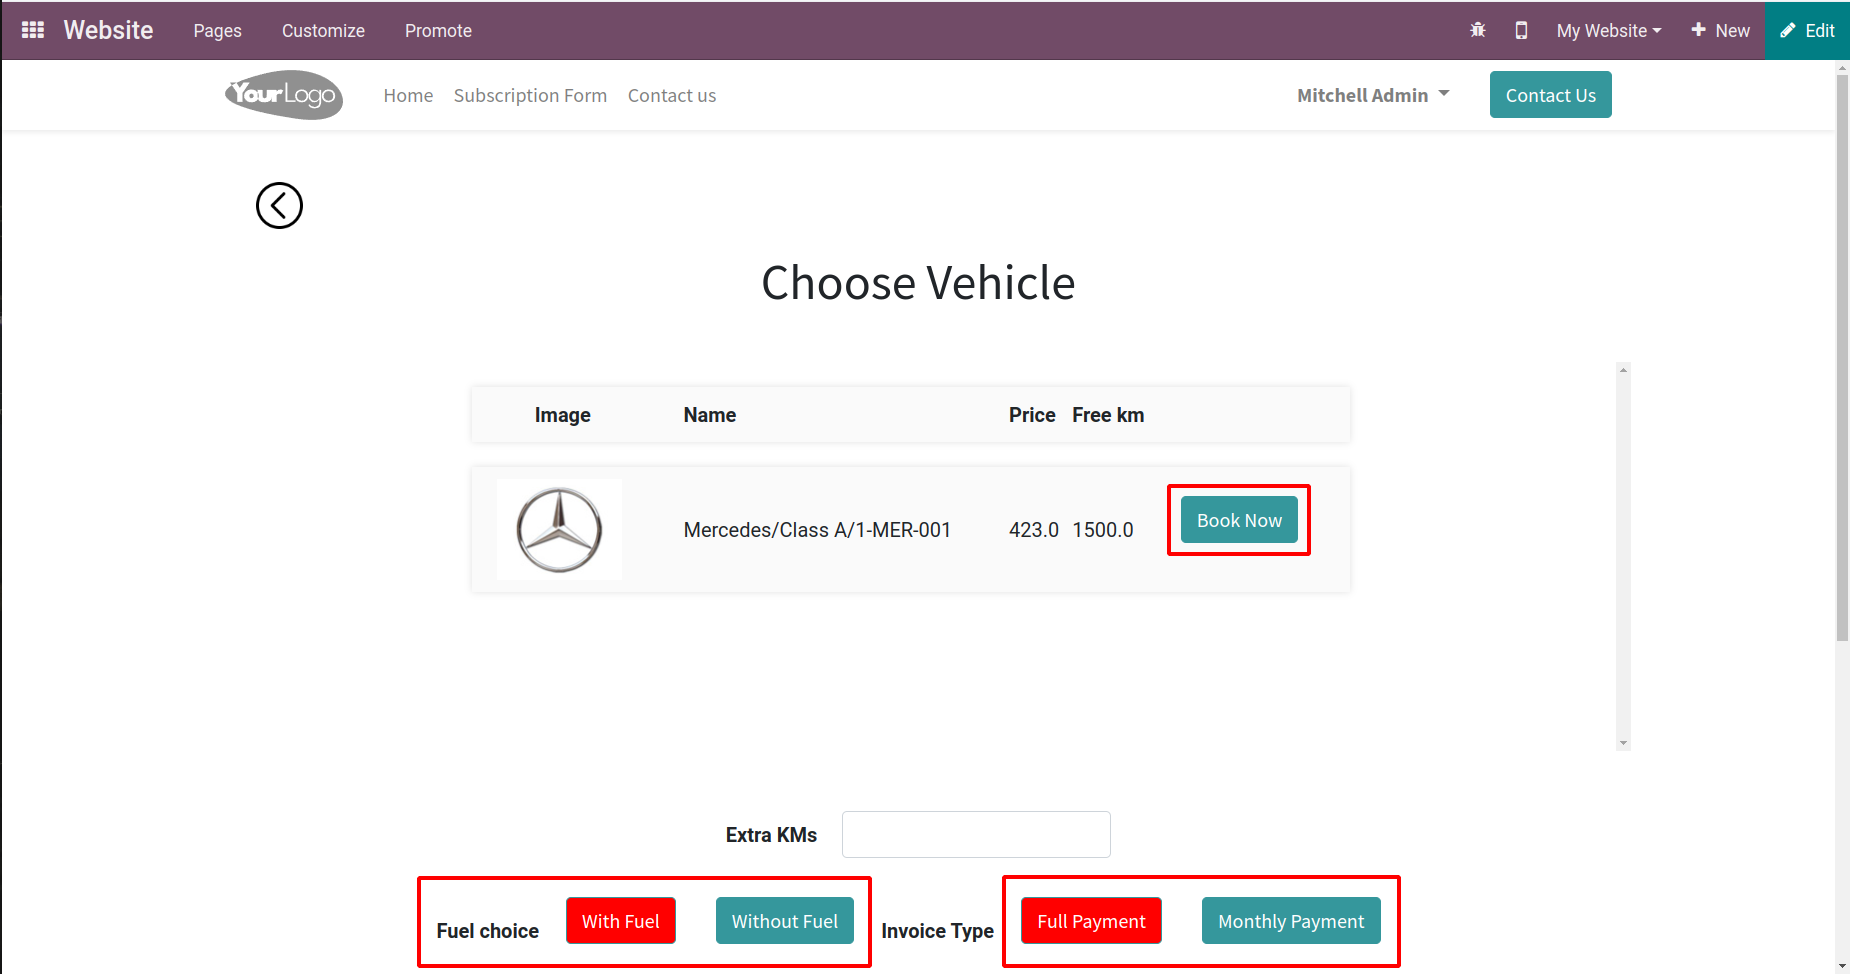 Website Pages Customize Promote My Website New Edit
YourLogo Home Subscription Form Contact us Mitchell Admin Contact Us
Choose Vehicle
Image Name Price Free km
Mercedes/Class A/1-MER-001 423.0 1500.0 Book Now
Extra KMs
Fuel choice With Fuel Without Fuel Invoice Type Full Payment Monthly Payment